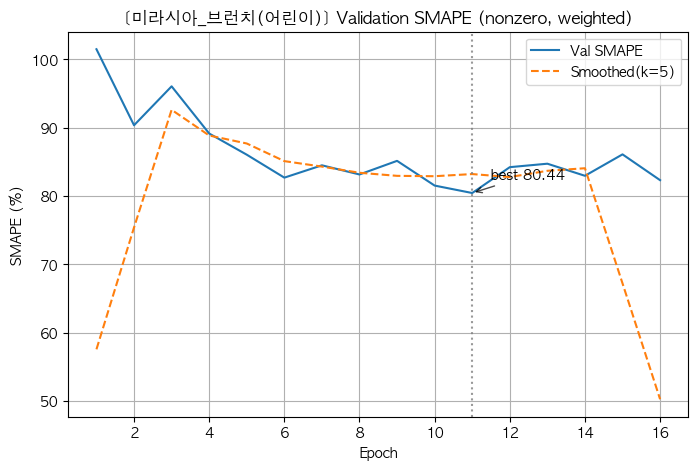 [미라시아_브런치(어린이)] Validation SMAPE (nonzero, weighted)
Val SMAPE
Smoothed(k=5)
SMAPE (%)
100
90
80
70
60
50
best 80.44
2 4 6 8 10 12 14 16
Epoch